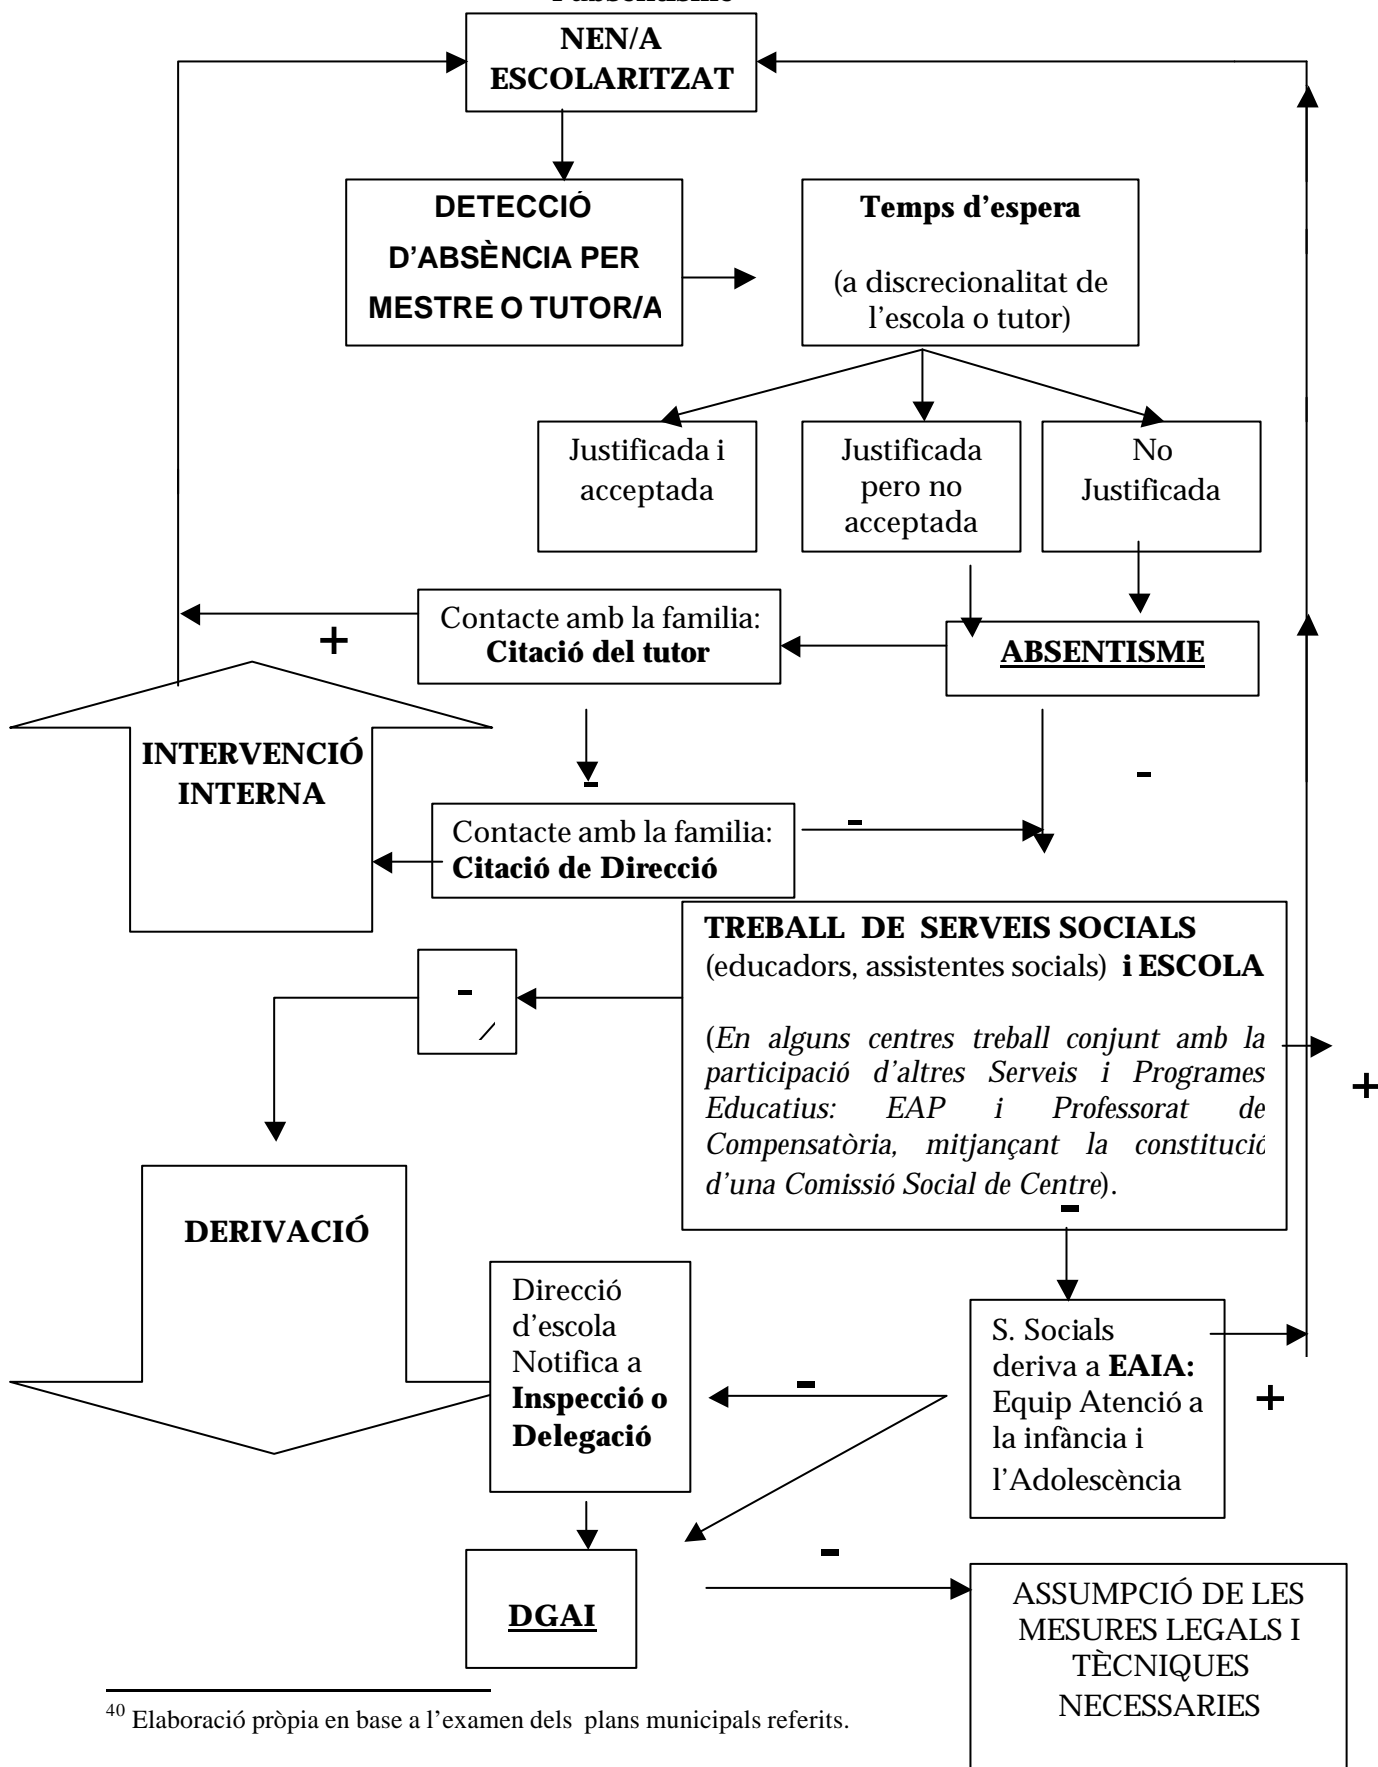 NEN/A
ESCOLARITZAT
DETECCIÓ
D'ABSÈNCIA PER
MESTRE O TUTOR/A
Temps d'espera
(a discrecionalitat de
l'escola o tutor)
Justificada i
acceptada
Justificada
pero no
acceptada
No
Justificada
Contacte amb la familia:
Citació del tutor
+
ABSENTISME
INTERVENCIÓ
INTERNA
-
-
Contacte amb la familia:
Citació de Direcció
-
TREBALL DE SERVEIS SOCIALS
(educadors, assistentes socials) i ESCOLA
(En alguns centres treball conjunt amb la
participació d'altres Serveis i Programes
Educatius: EAP i Professorat de
Compensatòria, mitjançant la constitució
d'una Comissió Social de Centre).
-
+
-
DERIVACIÓ
Direcció
d'escola
Notifica a
Inspecció o
Delegació
-
S. Socials
deriva a EAIA:
Equip Atenció a
la infància i
l'Adolescència
+
DGAI
-
ASSUMPCIÓ DE LES
MESURES LEGALS I
TÈCNIQUES
NECESSARIES
40 Elaboració pròpia en base a l'examen dels plans municipals referits.